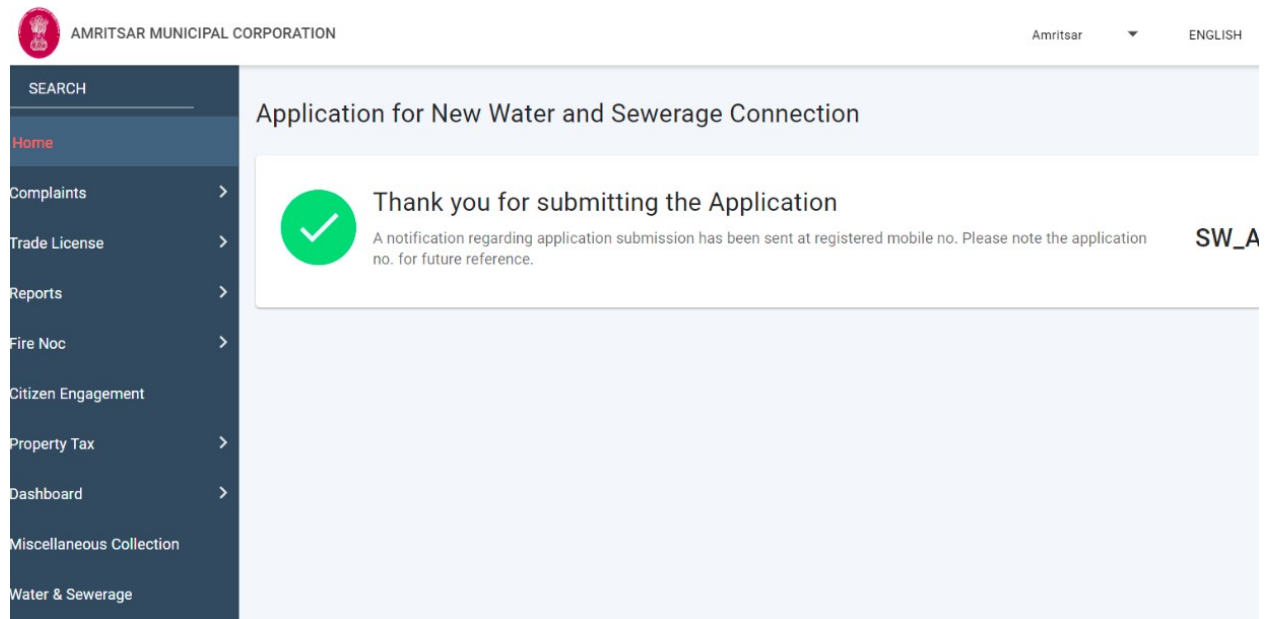 AMRITSAR MUNICIPAL CORPORATION
Amritsar
ENGLISH
SEARCH
Home
Complaints
Trade License
Reports
Fire Noc
Citizen Engagement
Property Tax
Dashboard
Miscellaneous Collection
Water & Sewerage
Application for New Water and Sewerage Connection
Thank you for submitting the Application
A notification regarding application submission has been sent at registered mobile no. Please note the application
no. for future reference.
SW_A